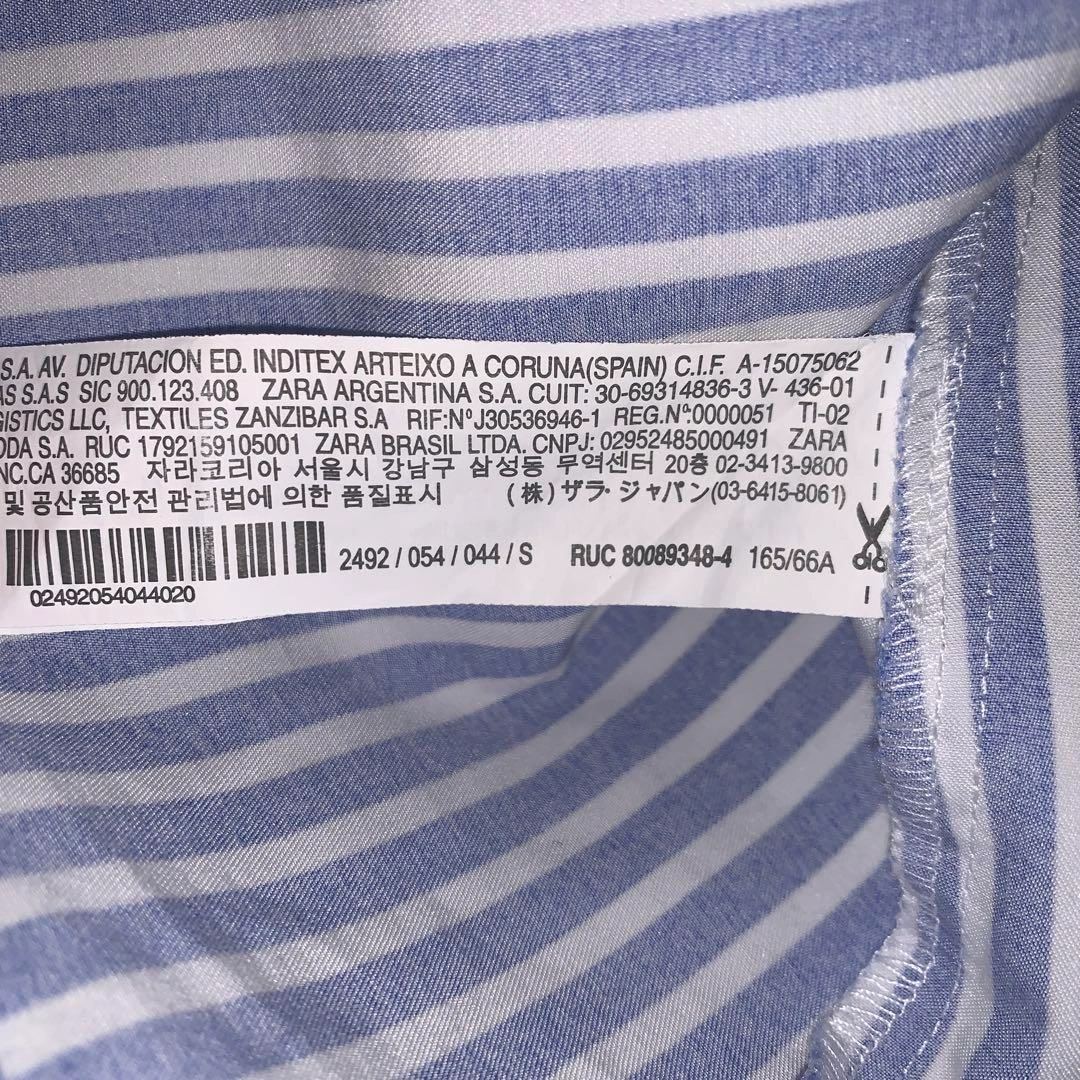 S.A. AV. DIPUTACION ED. INDITEX ARTEIXO A CORUNA(SPAIN) C.I.F. A-15075062
AS S.A.S SIC 900.123.408 ZARA ARGENTINA S.A. CUIT: 30-69314836-3 V- 436-01
GISTICS LLC, TEXTILES ZANZIBAR S.A RIF:Nº J30536946-1 REG.Nº:0000051 TI-02
ODA S.A. RUC 1792159105001 ZARA BRASIL LTDA. CNPJ: 02952485000491 ZARA
NC.CA 36685 자라코리아 서울시 강남구 삼성동 무역센터 20층 02-3413-9800
및 공산품안전 관리법에 의한 품질표시 (株) ザラ・ジャパン(03-6415-8061)
2492 / 054 / 044 / S RUC 80089348-4 165/66A
02492054044020